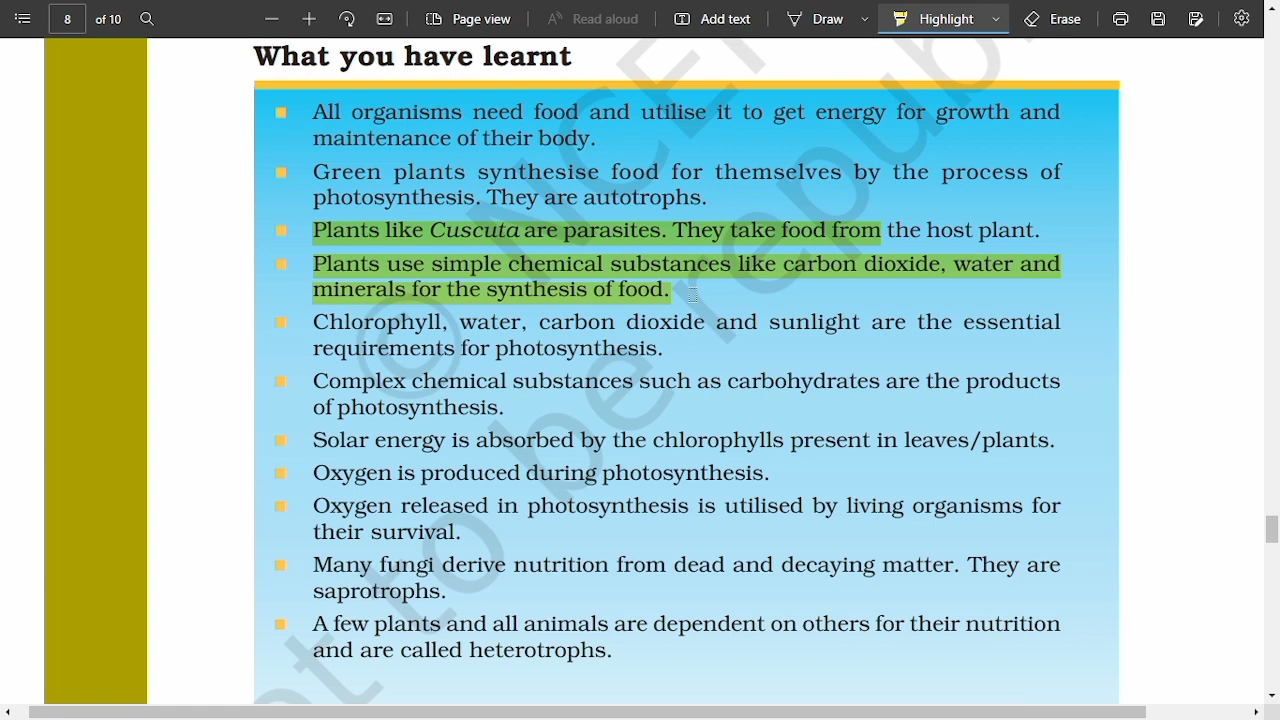 8 of 10 Page view Read aloud Add text Draw Highlight Erase
What you have learnt
All organisms need food and utilise it to get energy for growth and
maintenance of their body.
Green plants synthesise food for themselves by the process of
photosynthesis. They are autotrophs.
Plants like Cuscuta are parasites. They take food from the host plant.
Plants use simple chemical substances like carbon dioxide, water and
minerals for the synthesis of food.
Chlorophyll, water, carbon dioxide and sunlight are the essential
requirements for photosynthesis.
Complex chemical substances such as carbohydrates are the products
of photosynthesis.
Solar energy is absorbed by the chlorophylls present in leaves/plants.
Oxygen is produced during photosynthesis.
Oxygen released in photosynthesis is utilised by living organisms for
their survival.
Many fungi derive nutrition from dead and decaying matter. They are
saprotrophs.
A few plants and all animals are dependent on others for their nutrition
and are called heterotrophs.
© NCE
t to be republ